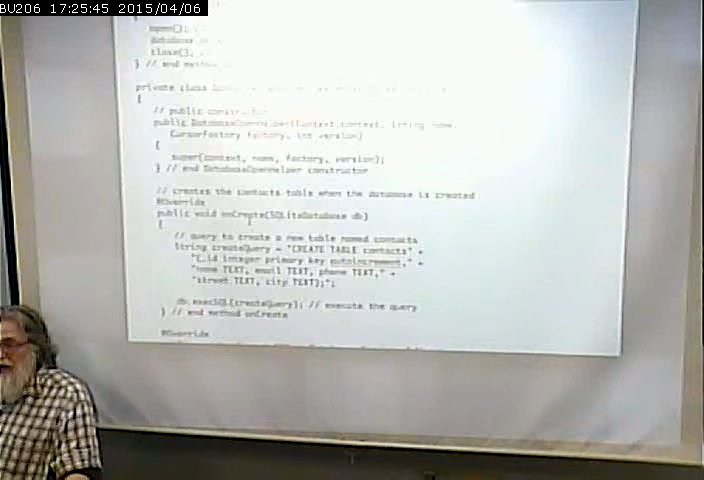 BU206 17:25:45 2015/04/06
open();
close();
} // end
private class
{
// public constructor
public DatabaseOpenHelper(Context context, String name,
CursorFactory factory, int version)
{
super(context, name, factory, version);
} // end DatabaseOpenHelper constructor
// creates the contacts table when the database is created
@Override
public void onCreate(SQLiteDatabase db)
{
// query to create a new table named contacts
String createQuery = "CREATE TABLE contacts" +
"(_id integer primary key autoincrement," +
"name TEXT, email TEXT, phone TEXT," +
"street TEXT, city TEXT);";
db.execSQL(createQuery); // execute the query
} // end method onCreate
@Override